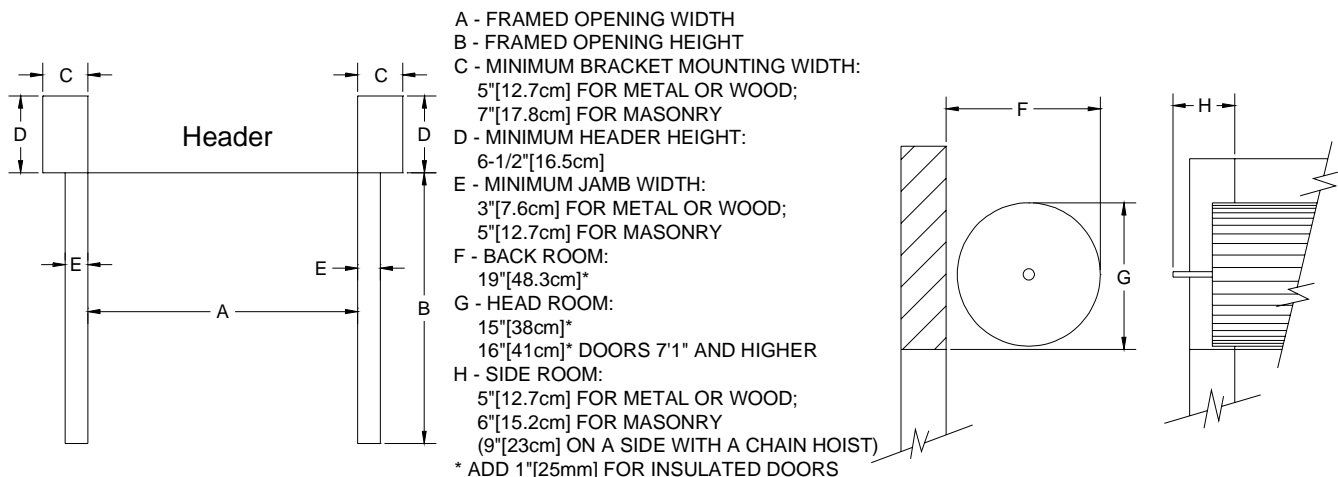 A - FRAMED OPENING WIDTH
B - FRAMED OPENING HEIGHT
C - MINIMUM BRACKET MOUNTING WIDTH:
5"[12.7cm] FOR METAL OR WOOD;
7"[17.8cm] FOR MASONRY
D - MINIMUM HEADER HEIGHT:
6-1/2"[16.5cm]
E - MINIMUM JAMB WIDTH:
3"[7.6cm] FOR METAL OR WOOD;
5"[12.7cm] FOR MASONRY
F - BACK ROOM:
19"[48.3cm]*
G - HEAD ROOM:
15"[38cm]*
16"[41cm]* DOORS 7'1" AND HIGHER
H - SIDE ROOM:
5"[12.7cm] FOR METAL OR WOOD;
6"[15.2cm] FOR MASONRY
(9"[23cm] ON A SIDE WITH A CHAIN HOIST)
* ADD 1"[25mm] FOR INSULATED DOORS
C
C
D
Header
D
E
E
A
B
F
G
H